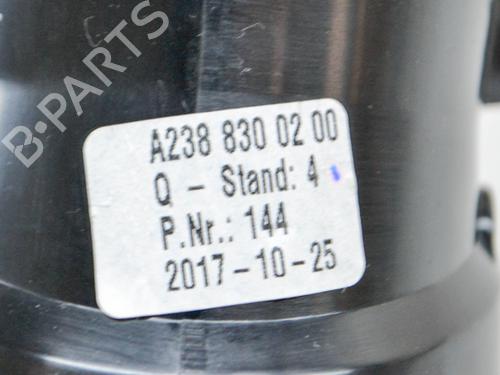 B-PARTS
A238 830 02 00
Q - Stand: 4
P.Nr.: 144
2017-10-25